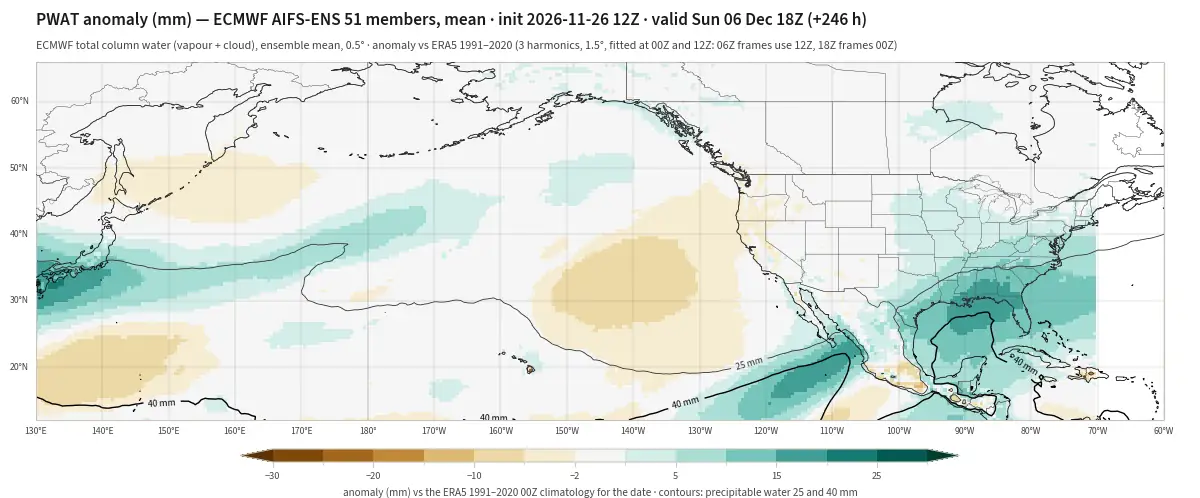 PWAT anomaly (mm) — ECMWF AIFS-ENS 51 members, mean · init 2026-11-26 12Z · valid Sun 06 Dec 18Z (+246 h)
ECMWF total column water (vapour + cloud), ensemble mean, 0.5° · anomaly vs ERA5 1991–2020 (3 harmonics, 1.5°, fitted at 00Z and 12Z: 06Z frames use 12Z, 18Z frames 00Z)
60°N
50°N
40°N
30°N
20°N
25 mm
40 mm
40 mm
40 mm
40 mm
130°E 140°E 150°E 160°E 170°E 180° 170°W 160°W 150°W 140°W 130°W 120°W 110°W 100°W 90°W 80°W 70°W 60°W
−30 −20 −10 −2 5 15 25
anomaly (mm) vs the ERA5 1991–2020 00Z climatology for the date · contours: precipitable water 25 and 40 mm